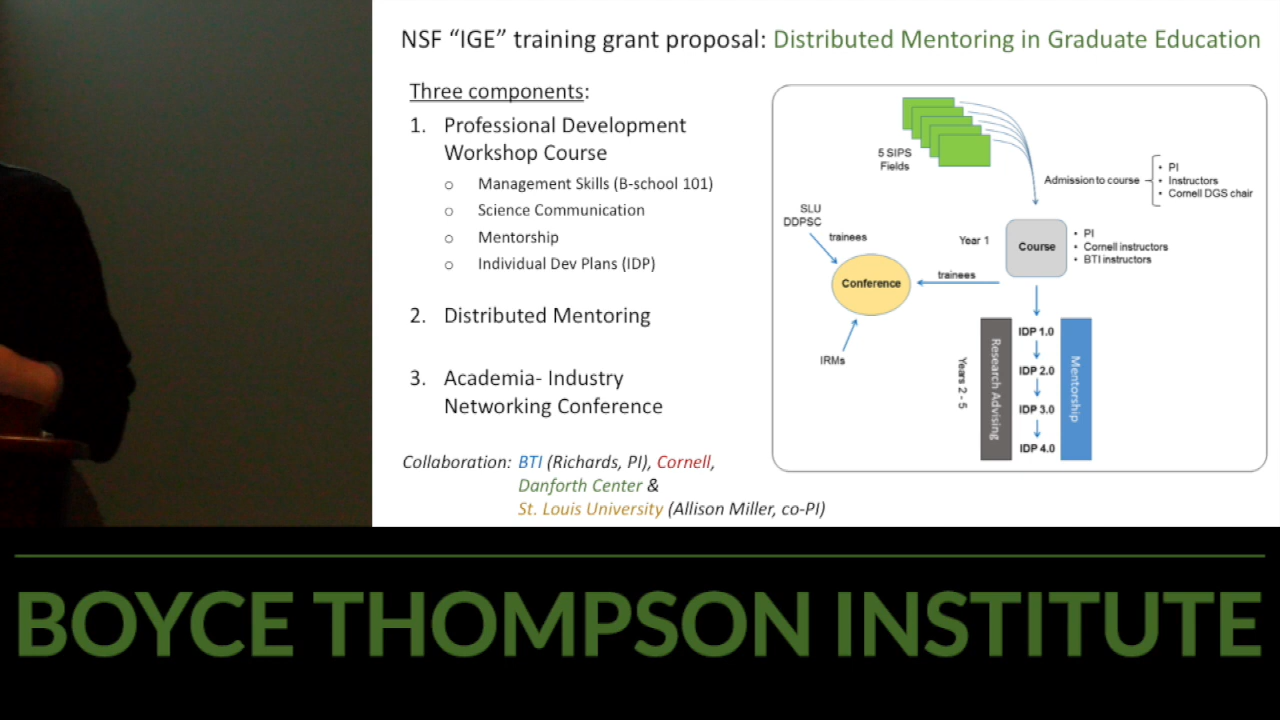 NSF “IGE” training grant proposal: Distributed Mentoring in Graduate Education
Three components:
1. Professional Development
Workshop Course
o Management Skills (B-school 101)
o Science Communication
o Mentorship
o Individual Dev Plans (IDP)
2. Distributed Mentoring
3. Academia- Industry
Networking Conference
Collaboration: BTI (Richards, PI), Cornell,
Danforth Center &
St. Louis University (Allison Miller, co-PI)
5 SIPS
Fields
Admission to course
• PI
• Instructors
• Cornell DGS chair
SLU
DDPSC
trainees
Year 1
Course
• PI
• Cornell instructors
• BTI instructors
Conference
trainees
IRMs
Years 2 - 5
Research Advising
IDP 1.0
IDP 2.0
IDP 3.0
IDP 4.0
Mentorship
BOYCE THOMPSON INSTITUTE